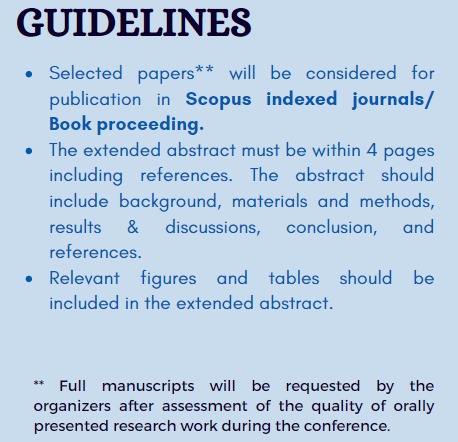 GUIDELINES
• Selected papers** will be considered for
publication in Scopus indexed journals/
Book proceeding.
• The extended abstract must be within 4 pages
including references. The abstract should
include background, materials and methods,
results & discussions, conclusion, and
references.
• Relevant figures and tables should be
included in the extended abstract.
** Full manuscripts will be requested by the
organizers after assessment of the quality of orally
presented research work during the conference.